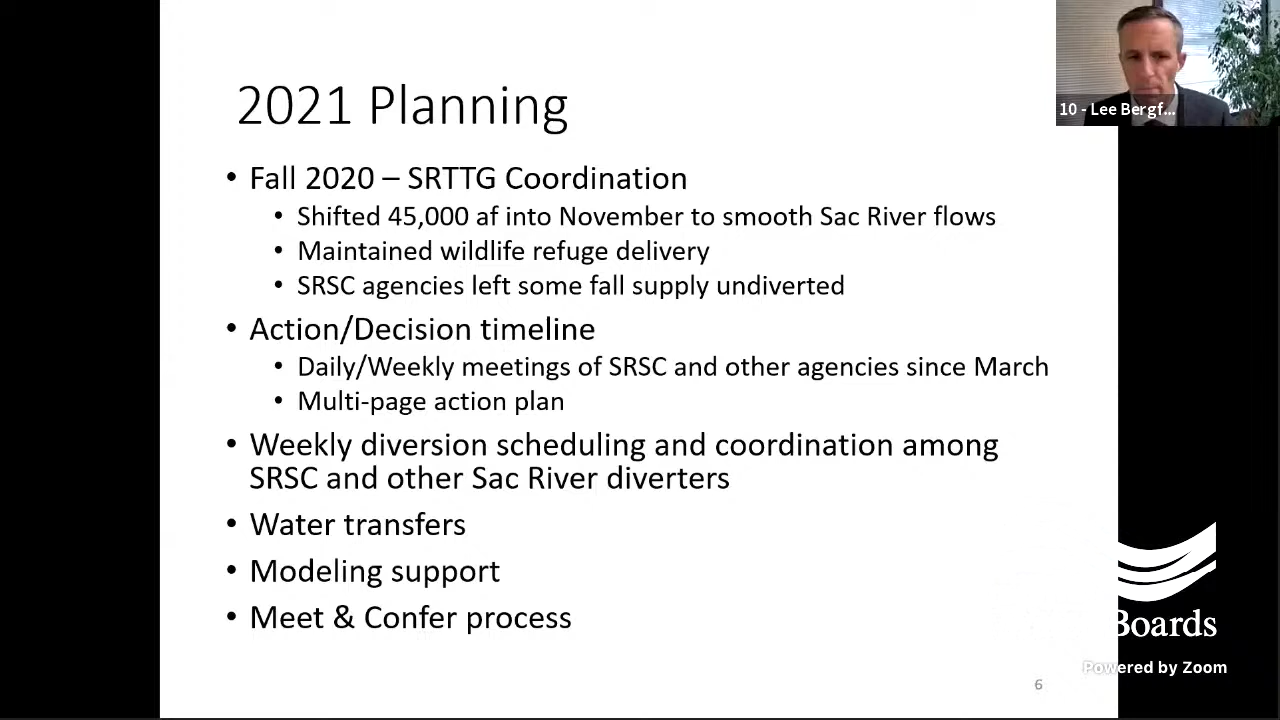 2021 Planning
10 - Lee Bergf...
• Fall 2020 – SRTTG Coordination
• Shifted 45,000 af into November to smooth Sac River flows
• Maintained wildlife refuge delivery
• SRSC agencies left some fall supply undiverted
• Action/Decision timeline
• Daily/Weekly meetings of SRSC and other agencies since March
• Multi-page action plan
• Weekly diversion scheduling and coordination among
SRSC and other Sac River diverters
• Water transfers
• Modeling support
• Meet & Confer process
Boards
Powered by Zoom
6